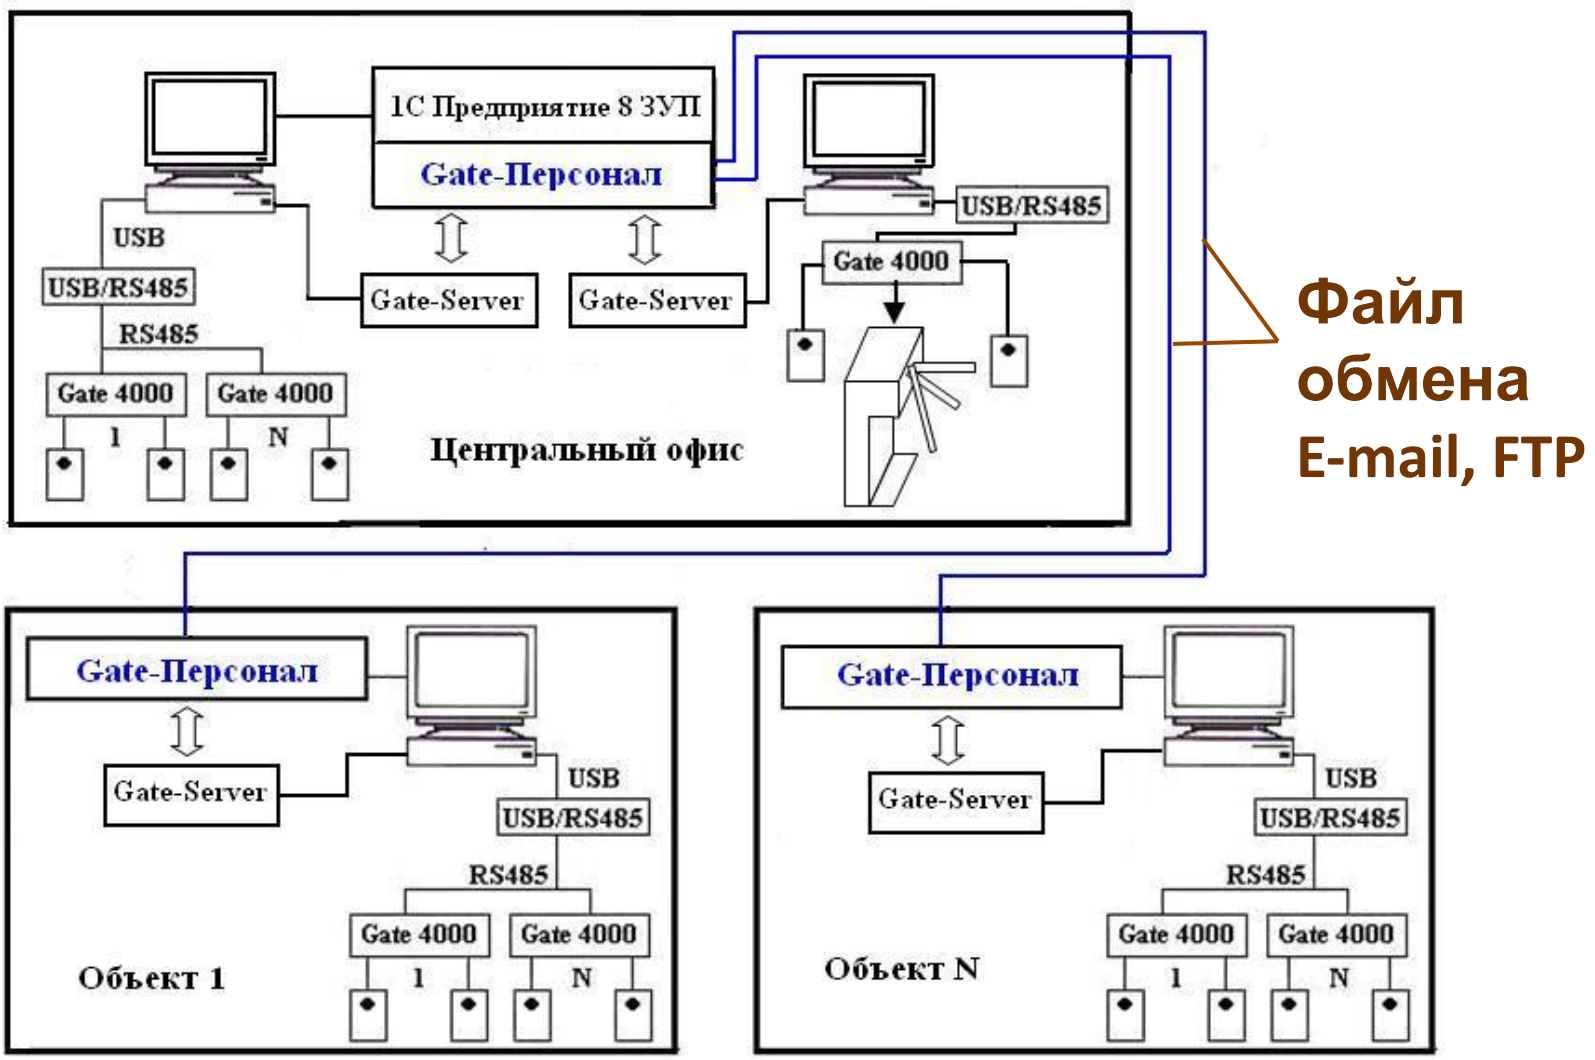 1С Предприятие 8 ЗУП
Gate-Персонал
USB
USB/RS485
RS485
Gate 4000
Gate 4000
1
N
Gate-Server
Gate-Server
USB/RS485
Gate 4000
Центральный офис
Файл
обмена
E-mail, FTP
Gate-Персонал
Gate-Server
USB
USB/RS485
RS485
Gate 4000
Gate 4000
1
N
Объект 1
Gate-Персонал
Gate-Server
USB
USB/RS485
RS485
Gate 4000
Gate 4000
1
N
Объект N